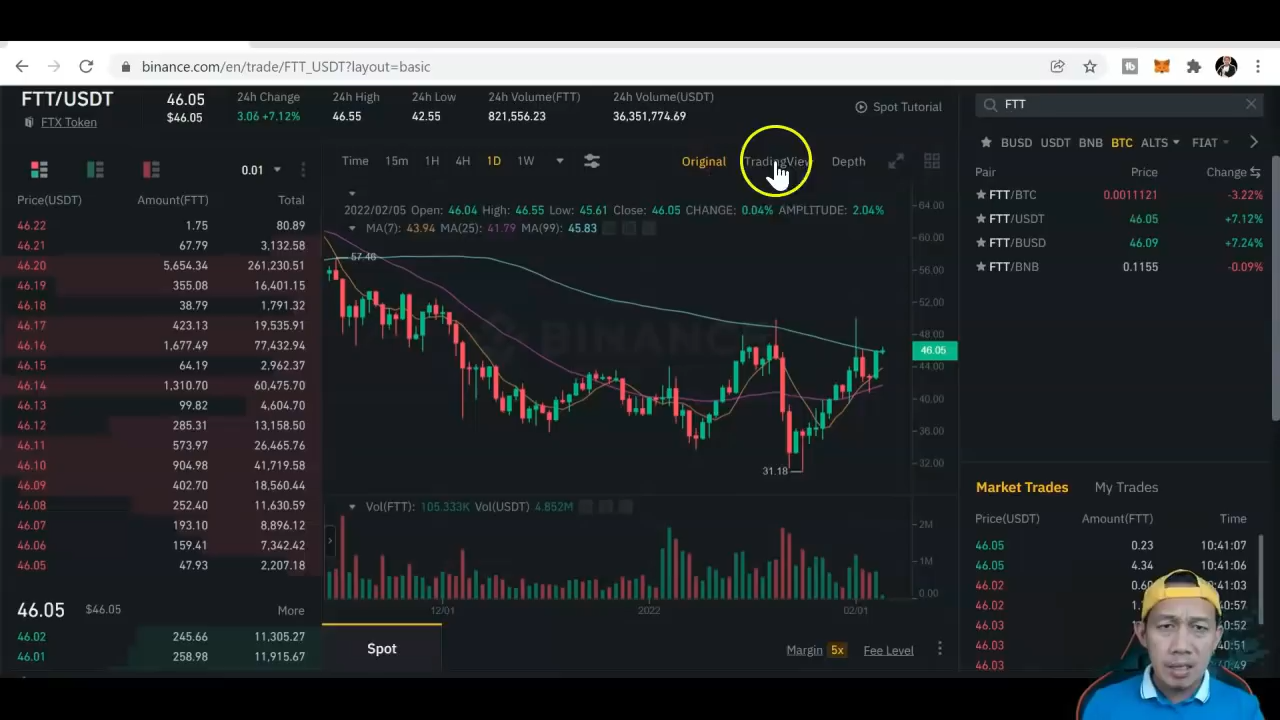 binance.com/en/trade/FTT_USDT?layout=basic
FTT/USDT
FTX Token
46.05
$46.05
24h Change
3.06 +7.12%
24h High
46.55
24h Low
42.55
24h Volume(FTT)
821,556.23
24h Volume(USDT)
36,351,774.69
Spot Tutorial
0.01
Price(USDT) Amount(FTT) Total
46.22 1.75 80.89
46.21 67.79 3,132.58
46.20 5,654.34 261,230.51
46.19 355.08 16,401.15
46.18 38.79 1,791.32
46.17 423.13 19,535.91
46.16 1,677.49 77,432.94
46.15 64.19 2,962.37
46.14 1,310.70 60,475.70
46.13 99.82 4,604.70
46.12 285.31 13,158.50
46.11 573.97 26,465.76
46.10 904.98 41,719.58
46.09 402.70 18,560.44
46.08 252.40 11,630.59
46.07 193.10 8,896.12
46.06 159.41 7,342.42
46.05 47.93 2,207.18
46.05 $46.05 More
46.02 245.66 11,305.27
46.01 258.98 11,915.67
Time 15m 1H 4H 1D 1W
Original TradingView Depth
2022/02/05 Open: 46.04 High: 46.55 Low: 45.61 Close: 46.05 CHANGE: 0.04% AMPLITUDE: 2.04%
MA(7): 43.94 MA(25): 41.79 MA(99): 45.83
57.46
BINANCE
31.18
64.00
60.00
56.00
52.00
48.00
46.05
44.00
40.00
36.00
32.00
Vol(FTT): 105.333K Vol(USDT) 4.852M
2M
1M
0.00
12/01 2022 02/01
Spot
Margin 5x Fee Level
FTT
BUSD USDT BNB BTC ALTS FIAT
Pair Price Change
FTT/BTC 0.0011121 -3.22%
FTT/USDT 46.05 +7.12%
FTT/BUSD 46.09 +7.24%
FTT/BNB 0.1155 -0.09%
Market Trades My Trades
Price(USDT) Amount(FTT) Time
46.05 0.23 10:41:07
46.05 4.34 10:41:06
46.02 0.60 :41:03
46.02 1. :40:57
46.03 0:52
46.03 0:51
46.03 0:49